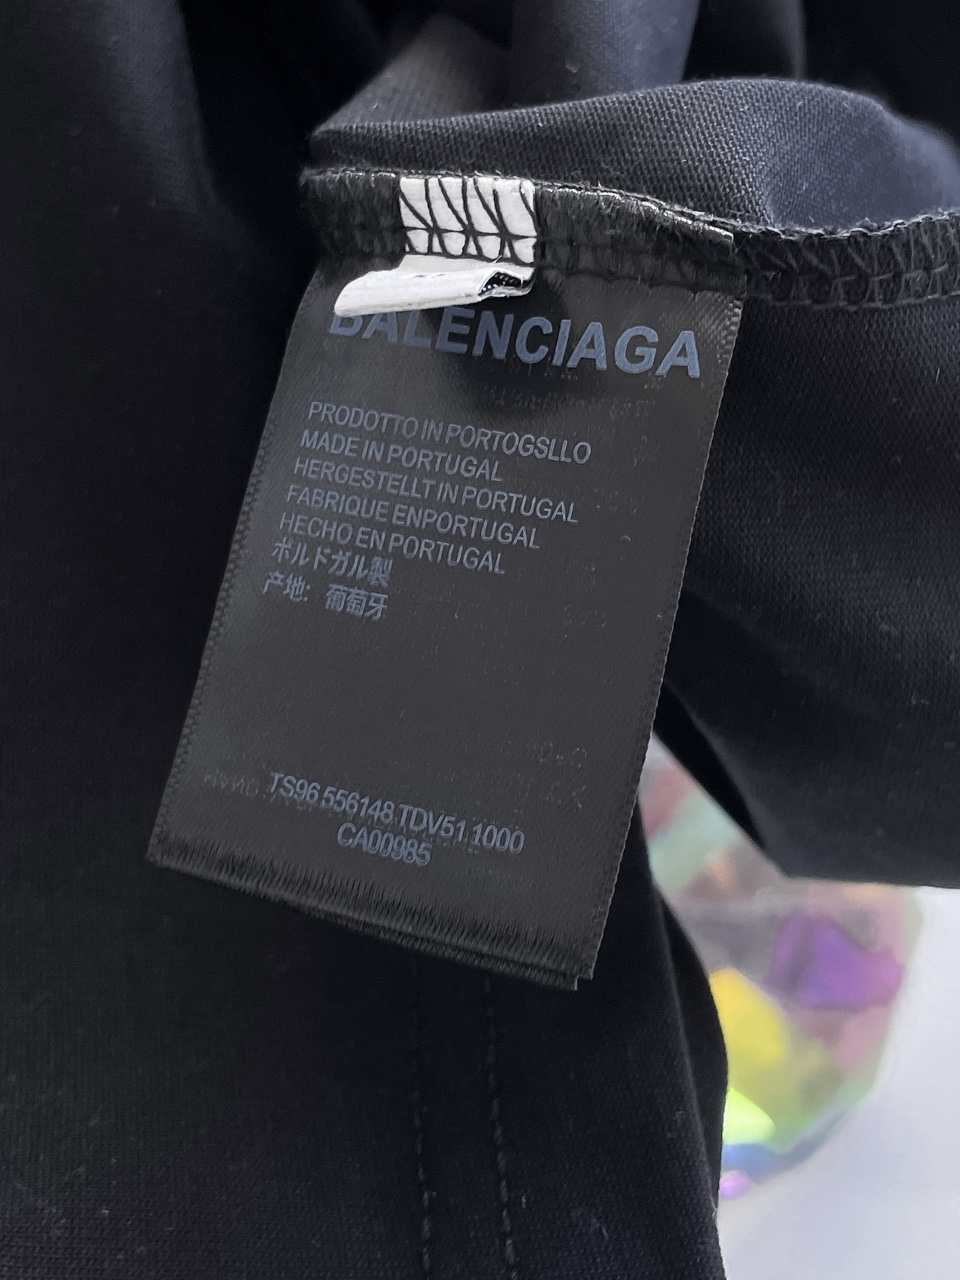 BALENCIAGA
PRODOTTO IN PORTOGSLLO
MADE IN PORTUGAL
HERGESTELLT IN PORTUGAL
FABRIQUE ENPORTUGAL
HECHO EN PORTUGAL
ポルドガル製
产地: 葡萄牙
TS96 556148 TDV51 1000
CA00985